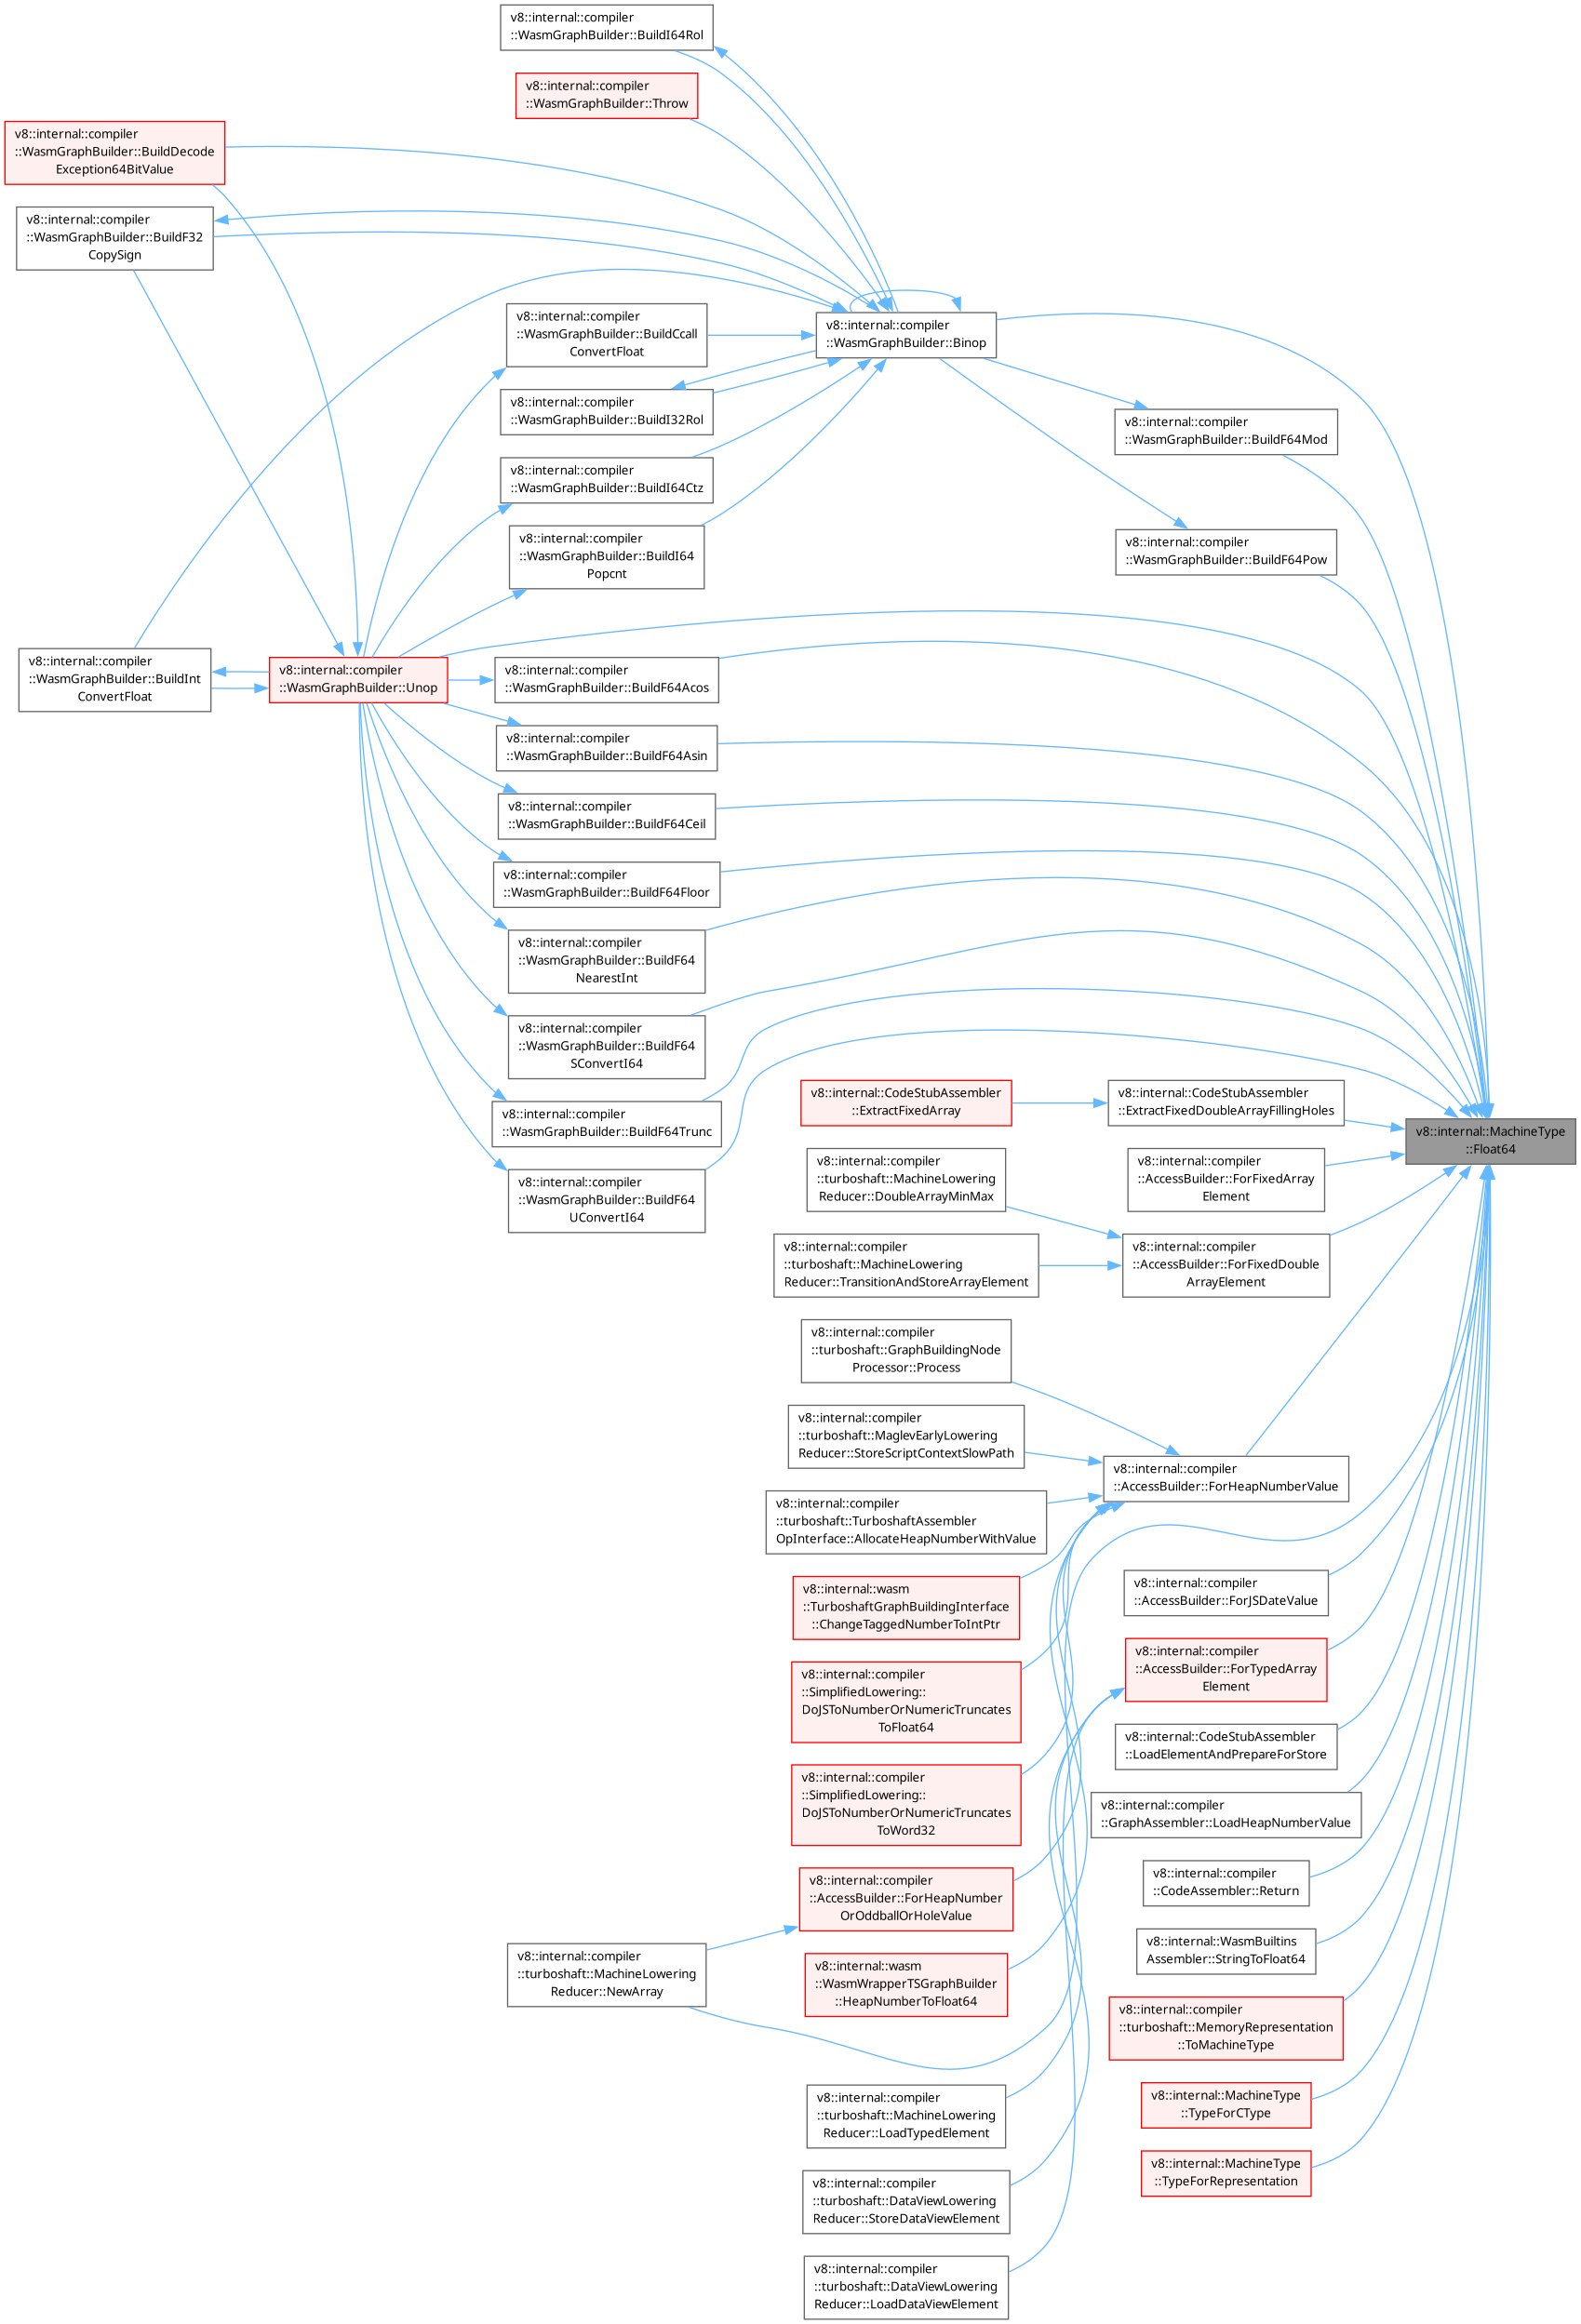 v8::internal::compiler
::WasmGraphBuilder::BuildI64Rol
v8::internal::compiler
::WasmGraphBuilder::Throw
v8::internal::compiler
::WasmGraphBuilder::BuildDecode
Exception64BitValue
v8::internal::compiler
::WasmGraphBuilder::BuildF32
CopySign
v8::internal::compiler
::WasmGraphBuilder::BuildCcall
ConvertFloat
v8::internal::compiler
::WasmGraphBuilder::Binop
v8::internal::compiler
::WasmGraphBuilder::BuildI32Rol
v8::internal::compiler
::WasmGraphBuilder::BuildF64Mod
v8::internal::compiler
::WasmGraphBuilder::BuildI64Ctz
v8::internal::compiler
::WasmGraphBuilder::BuildI64
Popcnt
v8::internal::compiler
::WasmGraphBuilder::BuildF64Pow
v8::internal::compiler
::WasmGraphBuilder::BuildInt
ConvertFloat
v8::internal::compiler
::WasmGraphBuilder::Unop
v8::internal::compiler
::WasmGraphBuilder::BuildF64Acos
v8::internal::compiler
::WasmGraphBuilder::BuildF64Asin
v8::internal::compiler
::WasmGraphBuilder::BuildF64Ceil
v8::internal::compiler
::WasmGraphBuilder::BuildF64Floor
v8::internal::compiler
::WasmGraphBuilder::BuildF64
NearestInt
v8::internal::compiler
::WasmGraphBuilder::BuildF64
SConvertI64
v8::internal::compiler
::WasmGraphBuilder::BuildF64Trunc
v8::internal::compiler
::WasmGraphBuilder::BuildF64
UConvertI64
v8::internal::CodeStubAssembler
::ExtractFixedArray
v8::internal::CodeStubAssembler
::ExtractFixedDoubleArrayFillingHoles
v8::internal::MachineType
::Float64
v8::internal::compiler
::turboshaft::MachineLowering
Reducer::DoubleArrayMinMax
v8::internal::compiler
::AccessBuilder::ForFixedArray
Element
v8::internal::compiler
::turboshaft::MachineLowering
Reducer::TransitionAndStoreArrayElement
v8::internal::compiler
::AccessBuilder::ForFixedDouble
ArrayElement
v8::internal::compiler
::turboshaft::GraphBuildingNode
Processor::Process
v8::internal::compiler
::turboshaft::MaglevEarlyLowering
Reducer::StoreScriptContextSlowPath
v8::internal::compiler
::AccessBuilder::ForHeapNumberValue
v8::internal::compiler
::turboshaft::TurboshaftAssembler
OpInterface::AllocateHeapNumberWithValue
v8::internal::wasm
::TurboshaftGraphBuildingInterface
::ChangeTaggedNumberToIntPtr
v8::internal::compiler
::AccessBuilder::ForJSDateValue
v8::internal::compiler
::SimplifiedLowering::
DoJSToNumberOrNumericTruncates
ToFloat64
v8::internal::compiler
::AccessBuilder::ForTypedArray
Element
v8::internal::CodeStubAssembler
::LoadElementAndPrepareForStore
v8::internal::compiler
::SimplifiedLowering::
DoJSToNumberOrNumericTruncates
ToWord32
v8::internal::compiler
::GraphAssembler::LoadHeapNumberValue
v8::internal::compiler
::AccessBuilder::ForHeapNumber
OrOddballOrHoleValue
v8::internal::compiler
::CodeAssembler::Return
v8::internal::compiler
::turboshaft::MachineLowering
Reducer::NewArray
v8::internal::wasm
::WasmWrapperTSGraphBuilder
::HeapNumberToFloat64
v8::internal::WasmBuiltins
Assembler::StringToFloat64
v8::internal::compiler
::turboshaft::MemoryRepresentation
::ToMachineType
v8::internal::compiler
::turboshaft::MachineLowering
Reducer::LoadTypedElement
v8::internal::MachineType
::TypeForCType
v8::internal::MachineType
::TypeForRepresentation
v8::internal::compiler
::turboshaft::DataViewLowering
Reducer::StoreDataViewElement
v8::internal::compiler
::turboshaft::DataViewLowering
Reducer::LoadDataViewElement